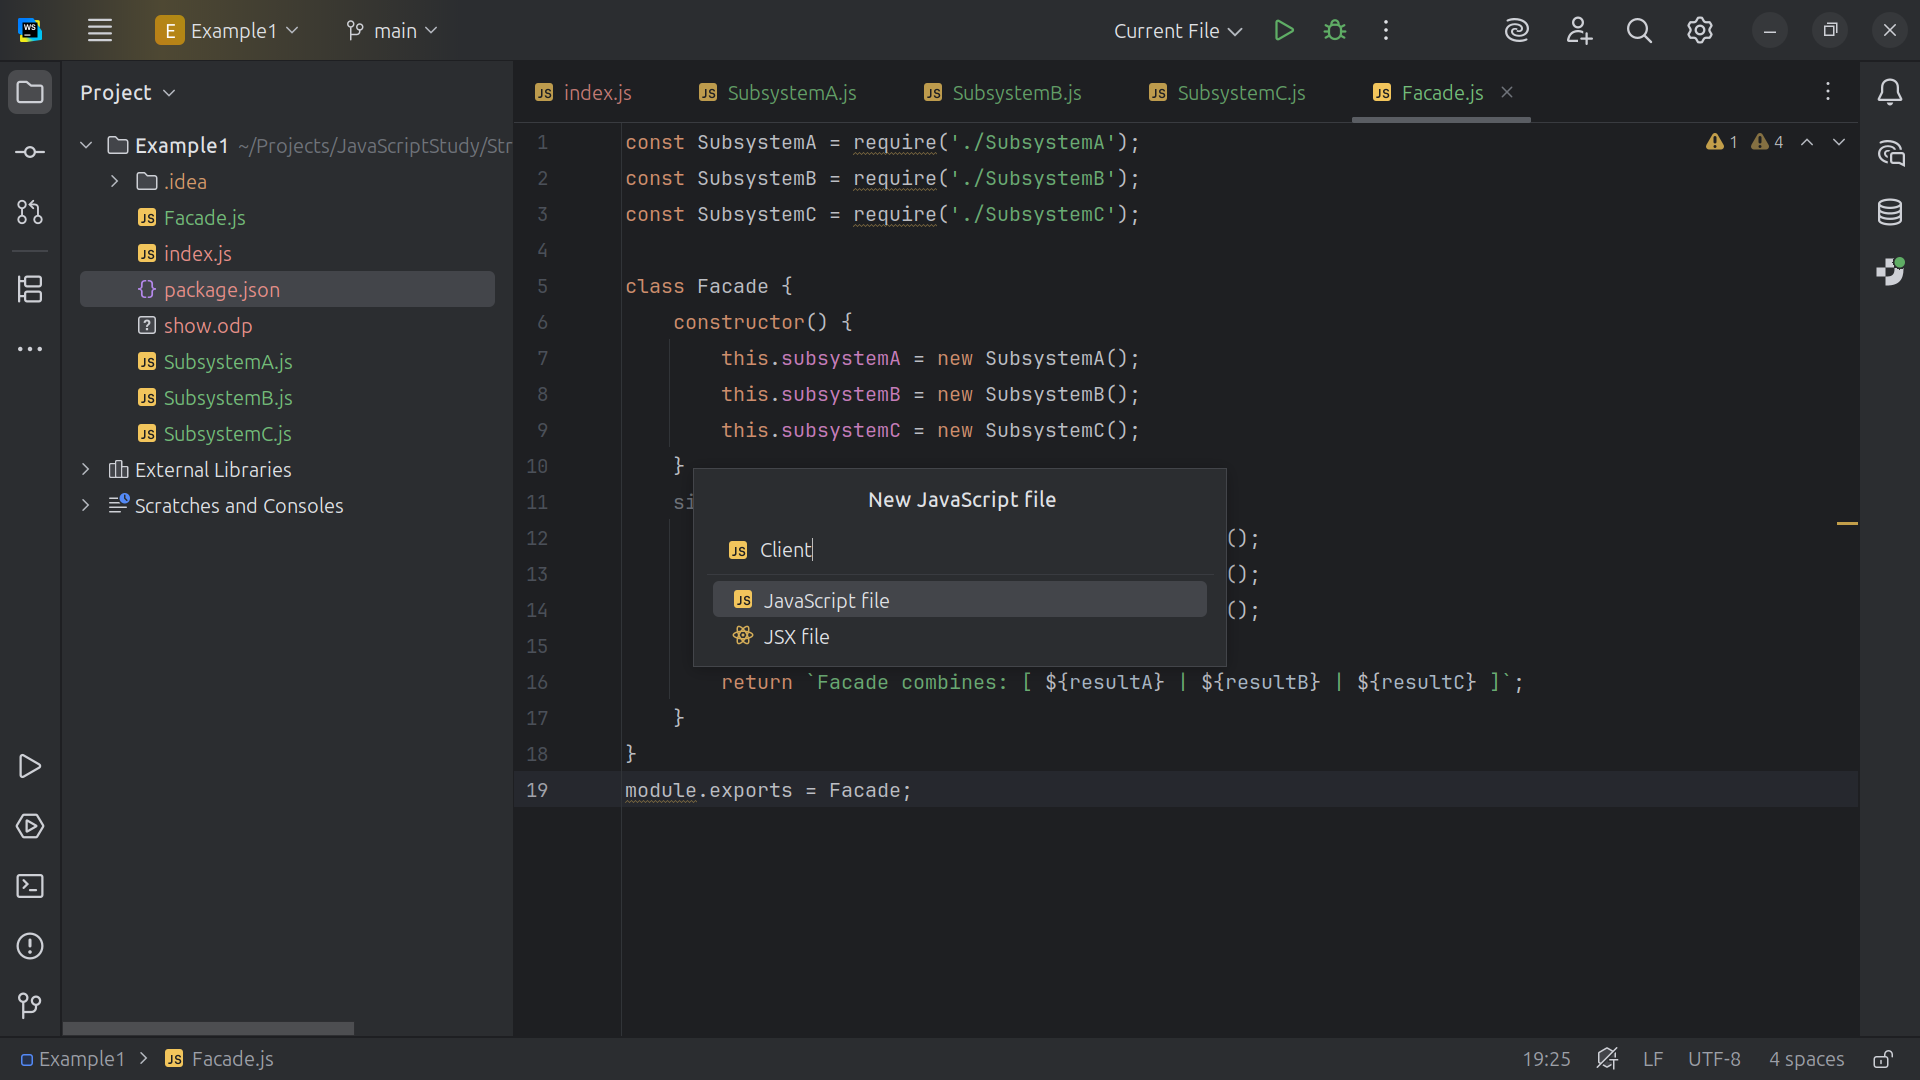 WS
E Example1
main
Current File
Project
index.js
SubsystemA.js
SubsystemB.js
SubsystemC.js
Facade.js
Example1 ~/Projects/JavaScriptStudy/Str
.idea
Facade.js
index.js
package.json
show.odp
SubsystemA.js
SubsystemB.js
SubsystemC.js
External Libraries
Scratches and Consoles
1 4
1 const SubsystemA = require('./SubsystemA');
2 const SubsystemB = require('./SubsystemB');
3 const SubsystemC = require('./SubsystemC');
4
5 class Facade {
6 constructor() {
7 this.subsystemA = new SubsystemA();
8 this.subsystemB = new SubsystemB();
9 this.subsystemC = new SubsystemC();
10 }
11 si
12 ();
13 ();
14 ();
15
16 return `Facade combines: [ ${resultA} | ${resultB} | ${resultC} ]`;
17 }
18 }
19 module.exports = Facade;
New JavaScript file
JS Client
JS JavaScript file
JSX file
Example1 > JS Facade.js
19:25
LF
UTF-8
4 spaces